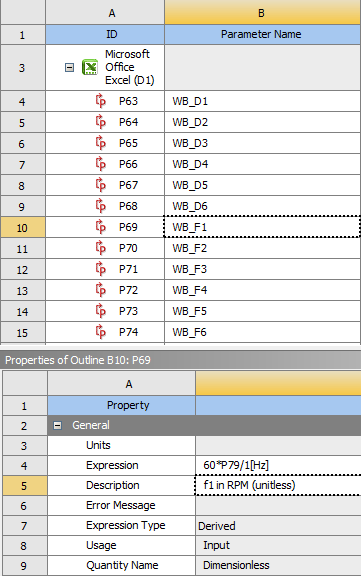 A B
1 ID Parameter Name
3 Microsoft
Office
Excel (D1)
4 P63 WB_D1
5 P64 WB_D2
6 P65 WB_D3
7 P66 WB_D4
8 P67 WB_D5
9 P68 WB_D6
10 P69 WB_F1
11 P70 WB_F2
12 P71 WB_F3
13 P72 WB_F4
14 P73 WB_F5
15 P74 WB_F6
Properties of Outline B10: P69
A
1 Property
2 General
3 Units
4 Expression 60*P79/1[Hz]
5 Description f1 in RPM (unitless)
6 Error Message
7 Expression Type Derived
8 Usage Input
9 Quantity Name Dimensionless